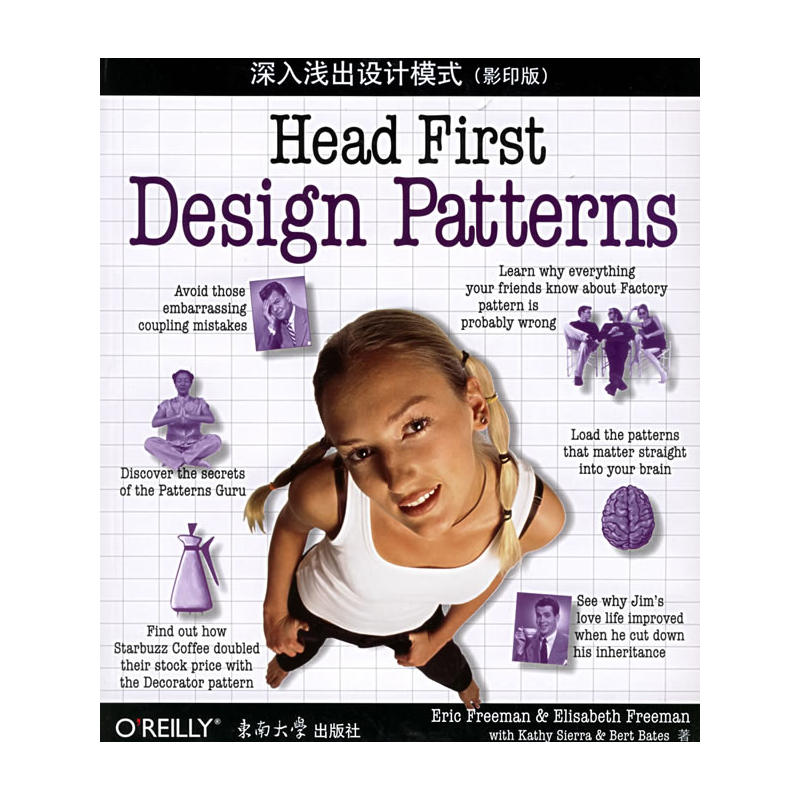 深入浅出设计模式（影印版）
Head First
Design Patterns
Avoid those
embarrassing
coupling mistakes
Learn why everything
your friends know about Factory
pattern is
probably wrong
Discover the secrets
of the Patterns Guru
Load the patterns
that matter straight
into your brain
Find out how
Starbuzz Coffee doubled
their stock price with
the Decorator pattern
See why Jim's
love life improved
when he cut down
his inheritance
O'REILLY® 東南大學出版社
Eric Freeman & Elisabeth Freeman
with Kathy Sierra & Bert Bates 著